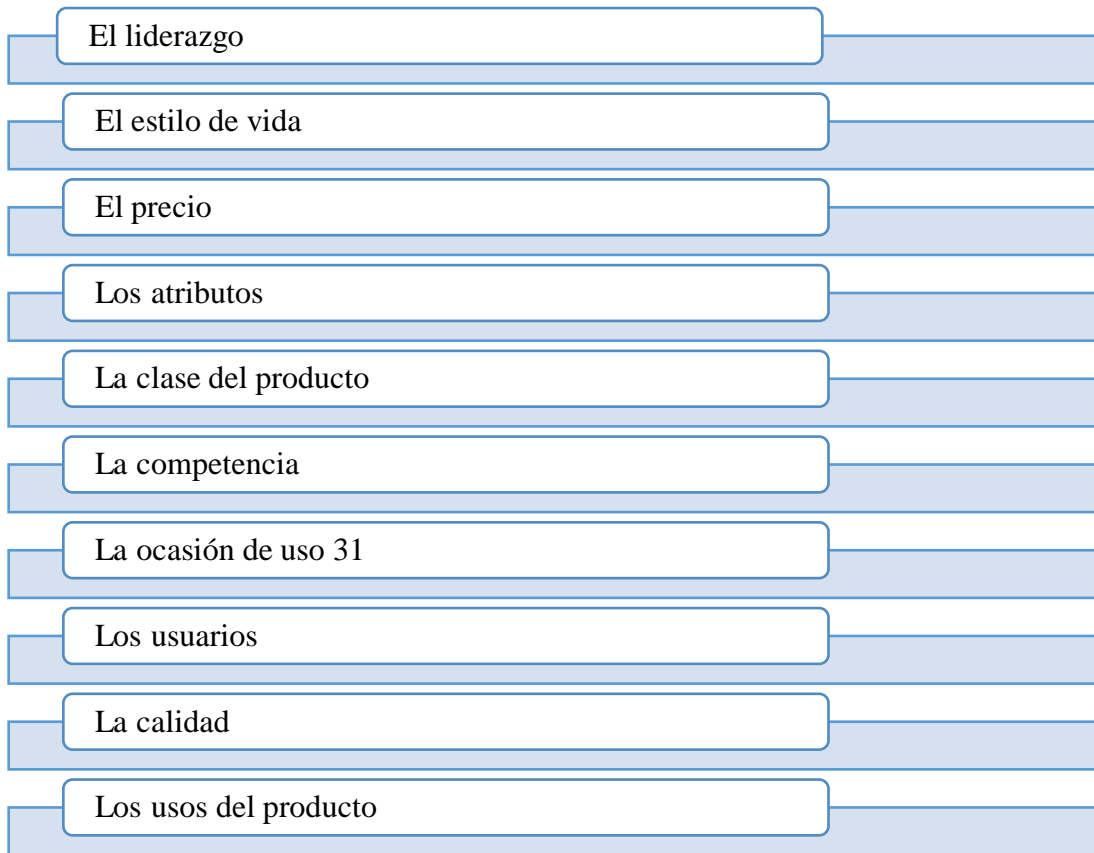 El liderazgo
El estilo de vida
El precio
Los atributos
La clase del producto
La competencia
La ocasión de uso 31
Los usuarios
La calidad
Los usos del producto